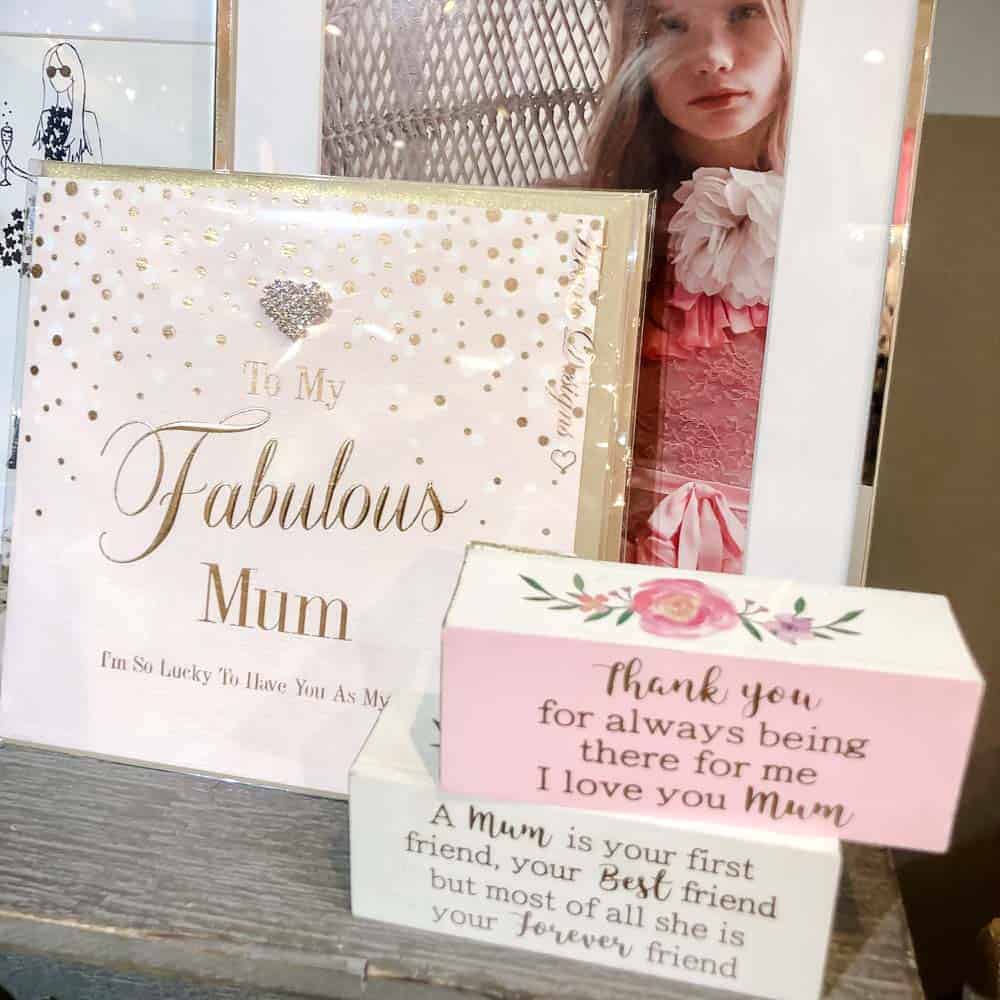 To My
Fabulous
Mum
I'm So Lucky To Have You As My
Designs
Thank you
for always being
there for me
I love you Mum
A Mum is your first
friend, your Best friend
but most of all she is
your Forever friend